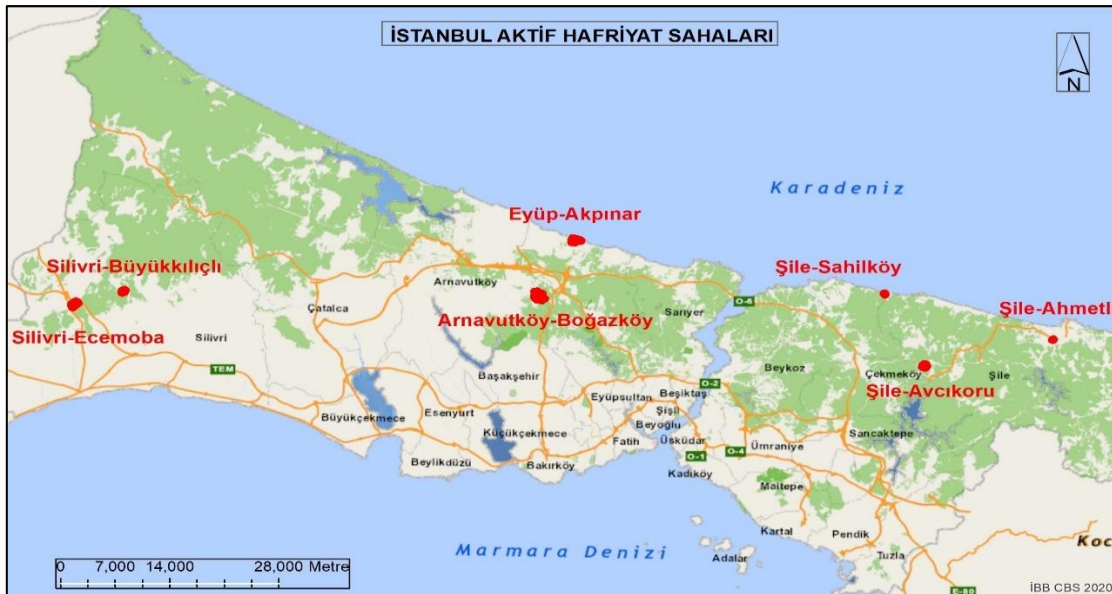 İSTANBUL AKTİF HAFRİYAT SAHALARI
N
Karadeniz
Eyüp-Akpınar
Şile-Sahilköy
Silivri-Büyükkılıçlı
Arnavutköy
Sarıyer
O-6
Şile-Ahmetli
Çatalca
Silivri-Ecemoba
Silivri
Arnavutköy-Boğazköy
TEM
Başakşehir
Beykoz
Çekmeköy
Şile
O-2
Şile-Avcıkoru
Büyükçekmece
Esenyurt
Eyüpsultan
Beşiktaş
Şişli
Beyoğlu
Küçükçekmece
Fatih
Üsküdar
Ümraniye
Sancaktepe
O-1
O-4
Beylikdüzü
Bakırköy
Kadıköy
Maltepe
Kartal
Pendik
Tuzla
Koc
Marmara Denizi
Adalar
0 7,000 14,000 28,000 Metre
E-80
İBB CBS 2020